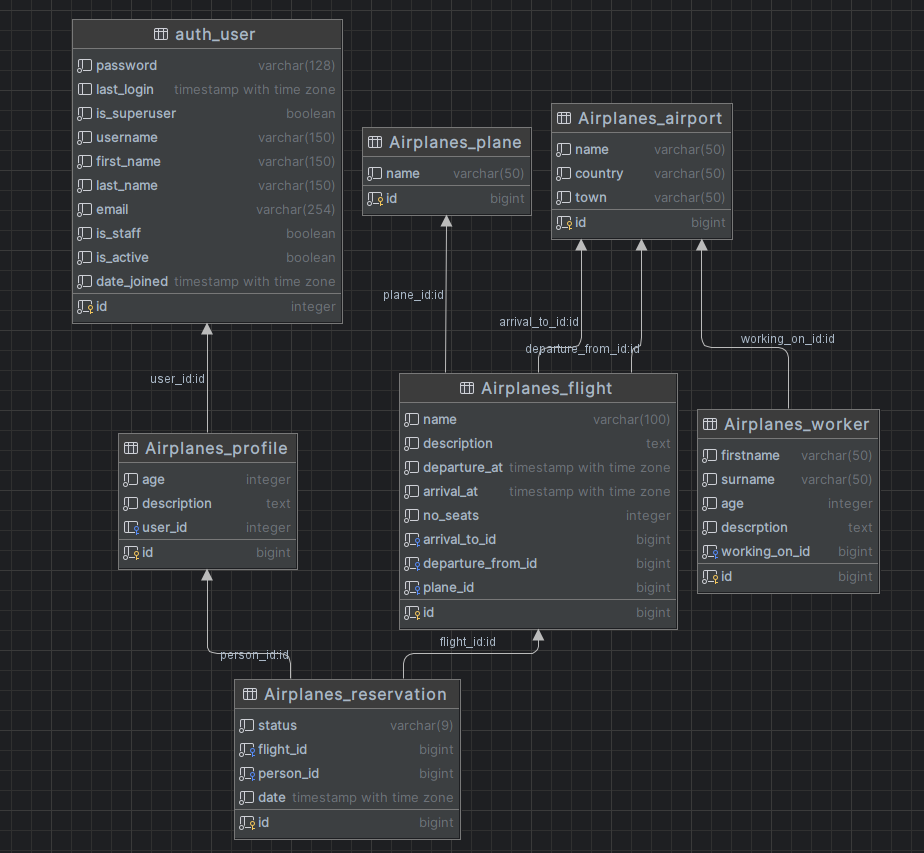 auth_user
password varchar(128)
last_login timestamp with time zone
is_superuser boolean
username varchar(150)
first_name varchar(150)
last_name varchar(150)
email varchar(254)
is_staff boolean
is_active boolean
date_joined timestamp with time zone
id integer
Airplanes_plane
name varchar(50)
id bigint
Airplanes_airport
name varchar(50)
country varchar(50)
town varchar(50)
id bigint
plane_id:id
arrival_to_id:id
departure_from_id:id
working_on_id:id
user_id:id
Airplanes_profile
age integer
description text
user_id integer
id bigint
Airplanes_flight
name varchar(100)
description text
departure_at timestamp with time zone
arrival_at timestamp with time zone
no_seats integer
arrival_to_id bigint
departure_from_id bigint
plane_id bigint
id bigint
Airplanes_worker
firstname varchar(50)
surname varchar(50)
age integer
descrption text
working_on_id bigint
id bigint
person_id:id
flight_id:id
Airplanes_reservation
status varchar(9)
flight_id bigint
person_id bigint
date timestamp with time zone
id bigint